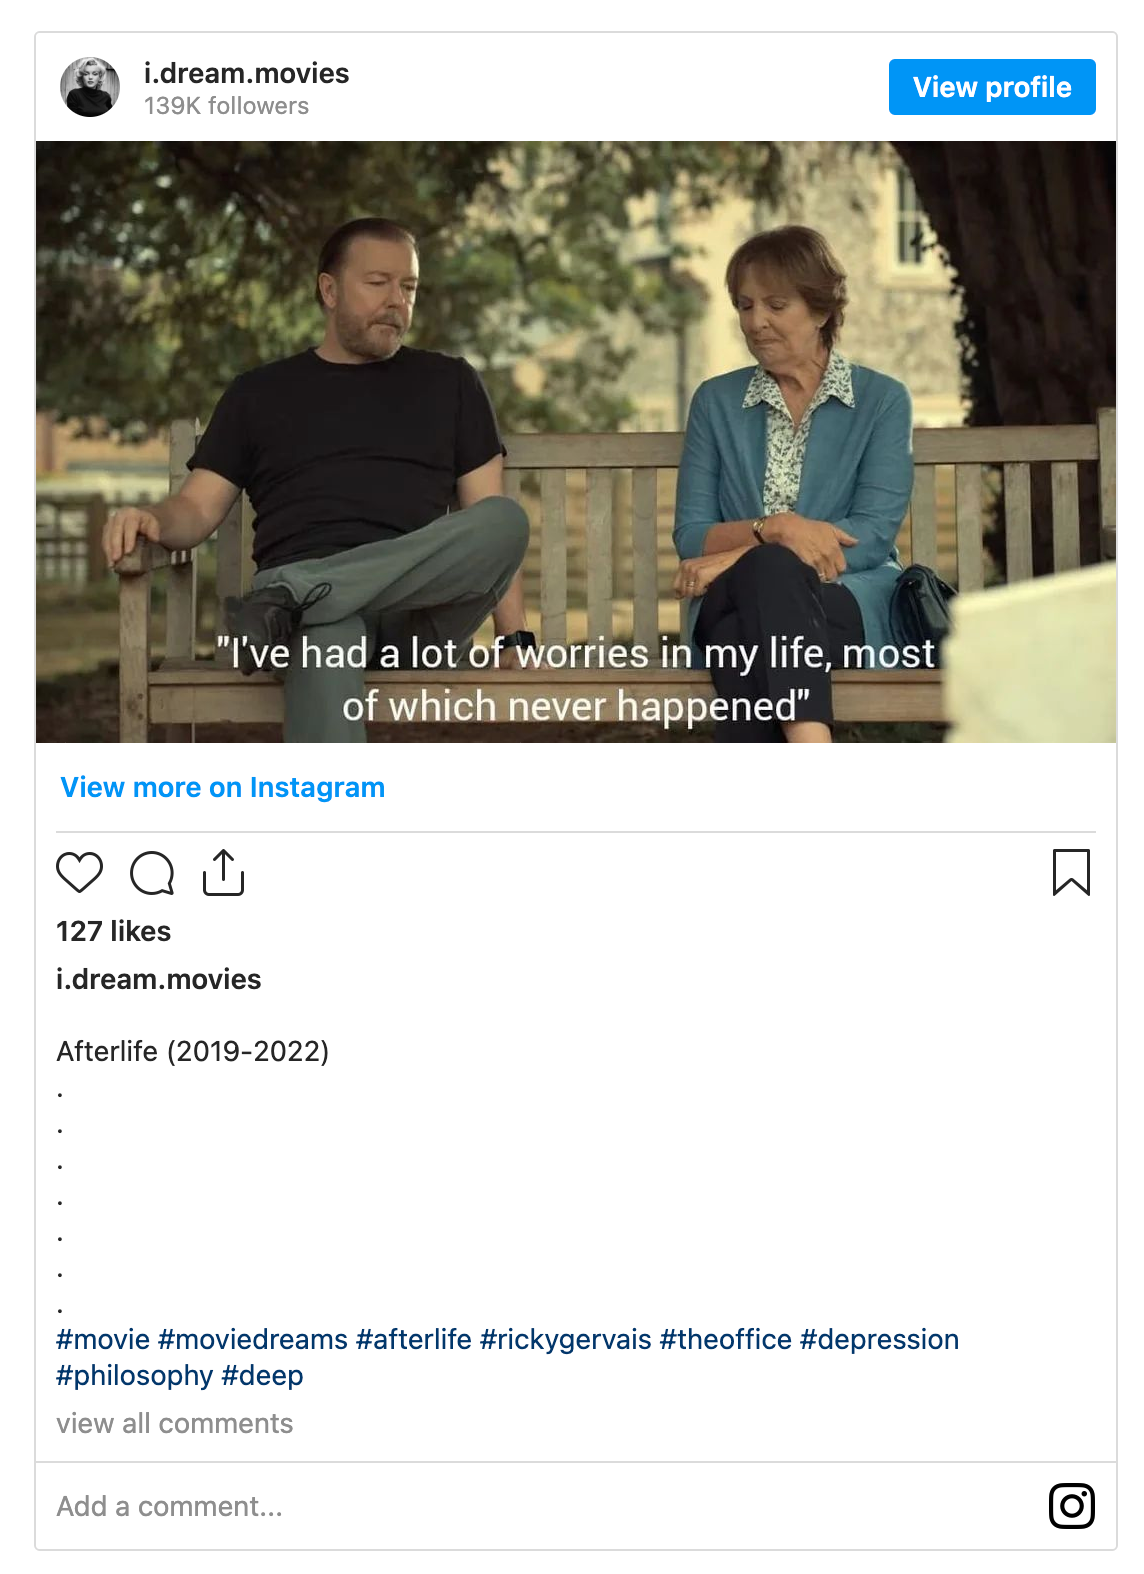 i.dream.movies
139K followers
View profile
"I've had a lot of worries in my life, most
of which never happened"
View more on Instagram
127 likes
i.dream.movies
Afterlife (2019-2022)
.
.
.
.
.
.
.
#movie #moviedreams #afterlife #rickygervais #theoffice #depression
#philosophy #deep
view all comments
Add a comment...